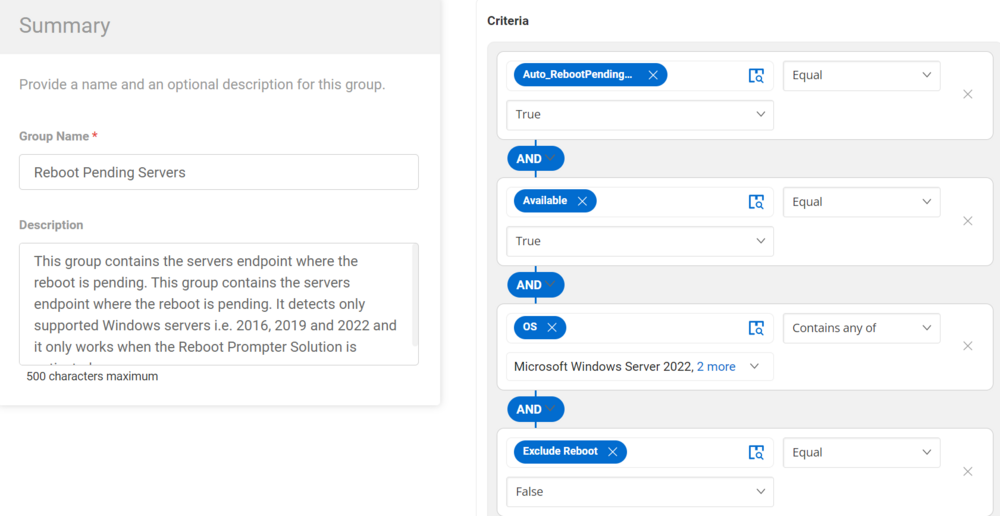 Summary
Provide a name and an optional description for this group.
Group Name *
Reboot Pending Servers
Description
This group contains the servers endpoint where the
reboot is pending. This group contains the servers
endpoint where the reboot is pending. It detects only
supported Windows servers i.e. 2016, 2019 and 2022 and
it only works when the Reboot Prompter Solution is
500 characters maximum
Criteria
Auto_RebootPending...
Equal
True
AND
Available
Equal
True
AND
OS
Contains any of
Microsoft Windows Server 2022, 2 more
AND
Exclude Reboot
Equal
False